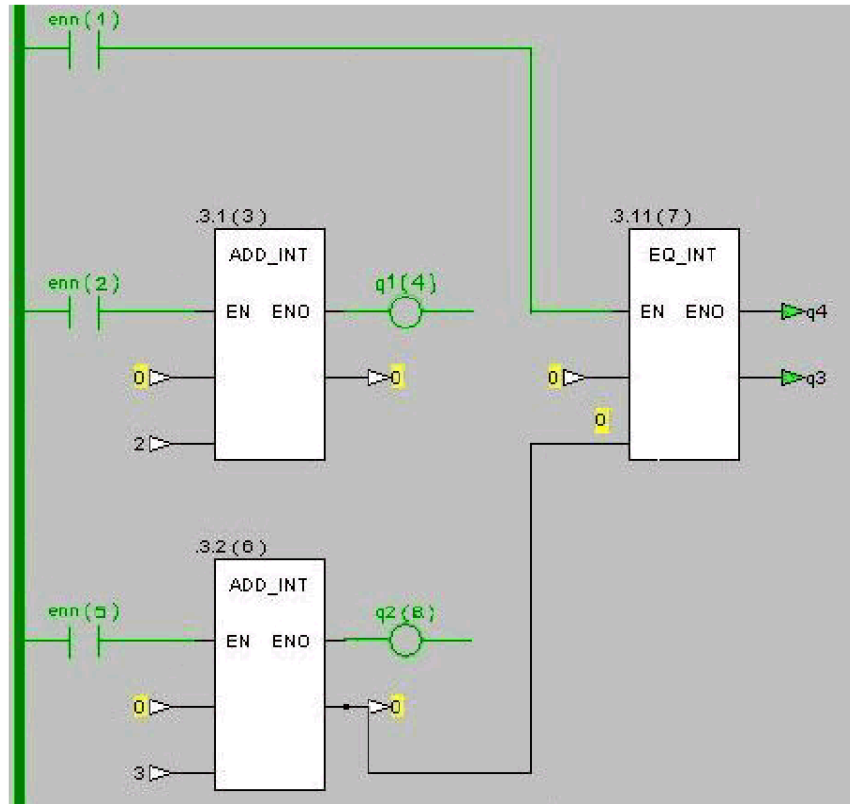 enn(1)
.3.1(3)
.3.11(7)
ADD_INT
EQ_INT
enn(2)
q1(4)
EN ENO
EN ENO
q4
0
0
0
q3
2
0
.3.2(6)
ADD_INT
enn(5)
q2(8)
EN ENO
0
0
3